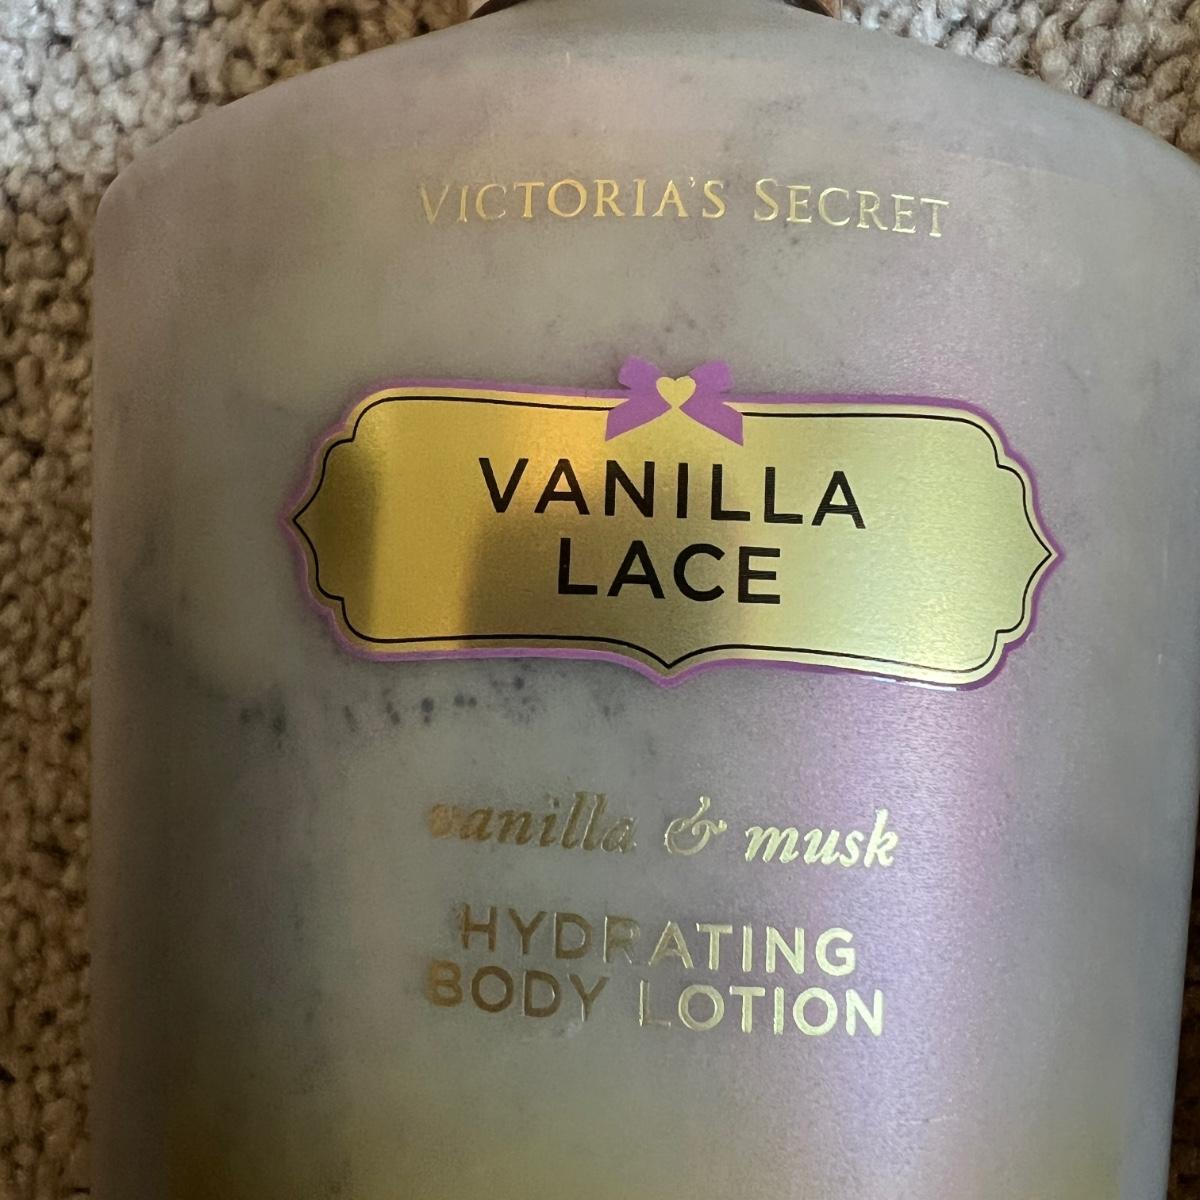 VICTORIA'S SECRET
VANILLA
LACE
vanilla & musk
HYDRATING
BODY LOTION